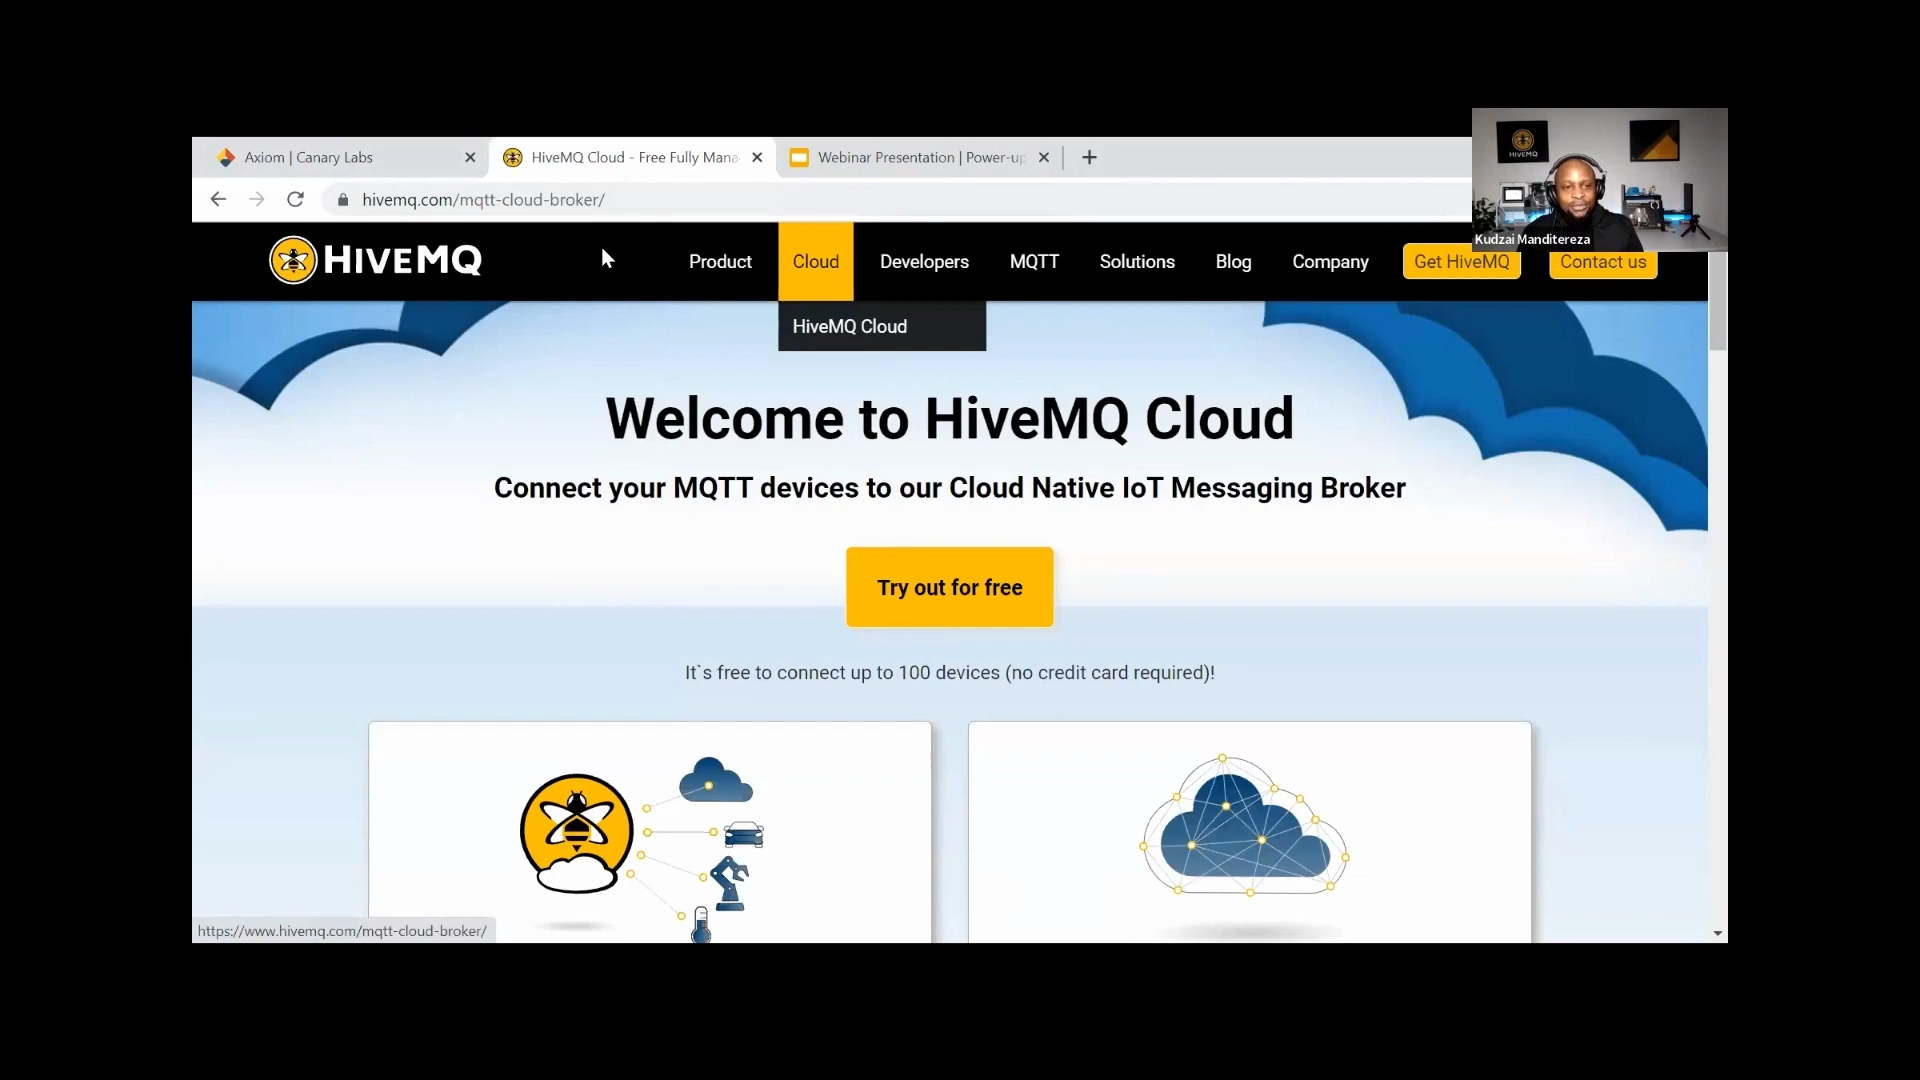 Axiom | Canary Labs
HiveMQ Cloud - Free Fully Mana
Webinar Presentation | Power-up
hivemq.com/mqtt-cloud-broker/
HIVEMQ
Kudzai Manditereza
HIVEMQ
Product
Cloud
Developers
MQTT
Solutions
Blog
Company
Get HiveMQ
Contact us
HiveMQ Cloud
Welcome to HiveMQ Cloud
Connect your MQTT devices to our Cloud Native IoT Messaging Broker
Try out for free
It`s free to connect up to 100 devices (no credit card required)!
https://www.hivemq.com/mqtt-cloud-broker/